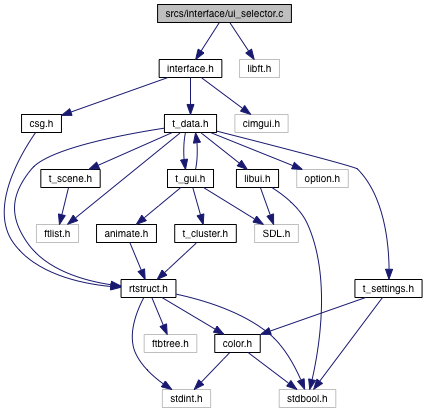 srcs/interface/ui_selector.c
interface.h
libft.h
csg.h
t_data.h
cimgui.h
t_scene.h
t_gui.h
libui.h
option.h
ftlist.h
animate.h
t_cluster.h
SDL.h
rtstruct.h
t_settings.h
ftbtree.h
color.h
stdint.h
stdbool.h